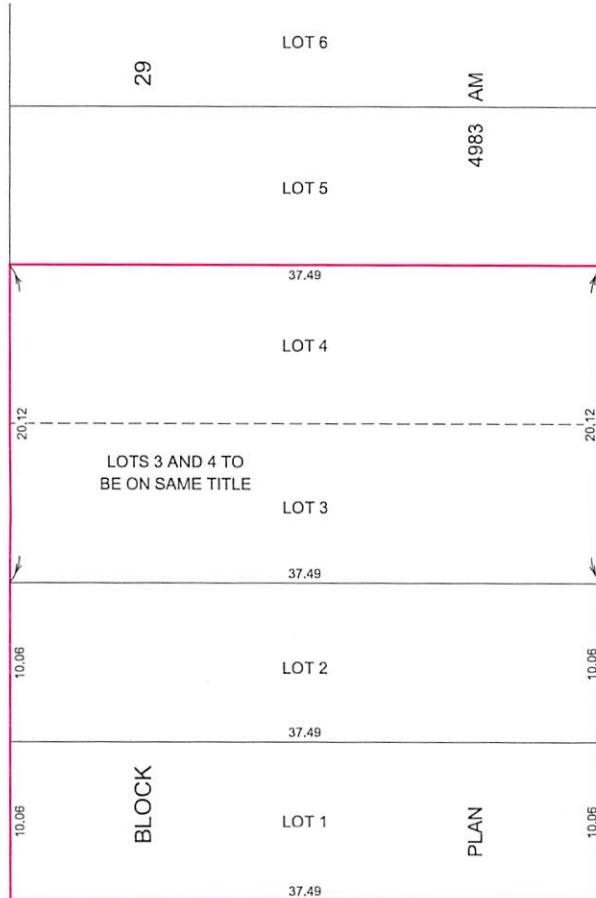 LOT 6
29
AM
4983
LOT 5
37.49
LOT 4
20.12
20.12
LOTS 3 AND 4 TO
BE ON SAME TITLE
LOT 3
37.49
10.06
LOT 2
10.06
37.49
BLOCK
10.06
LOT 1
PLAN
10.06
37.49